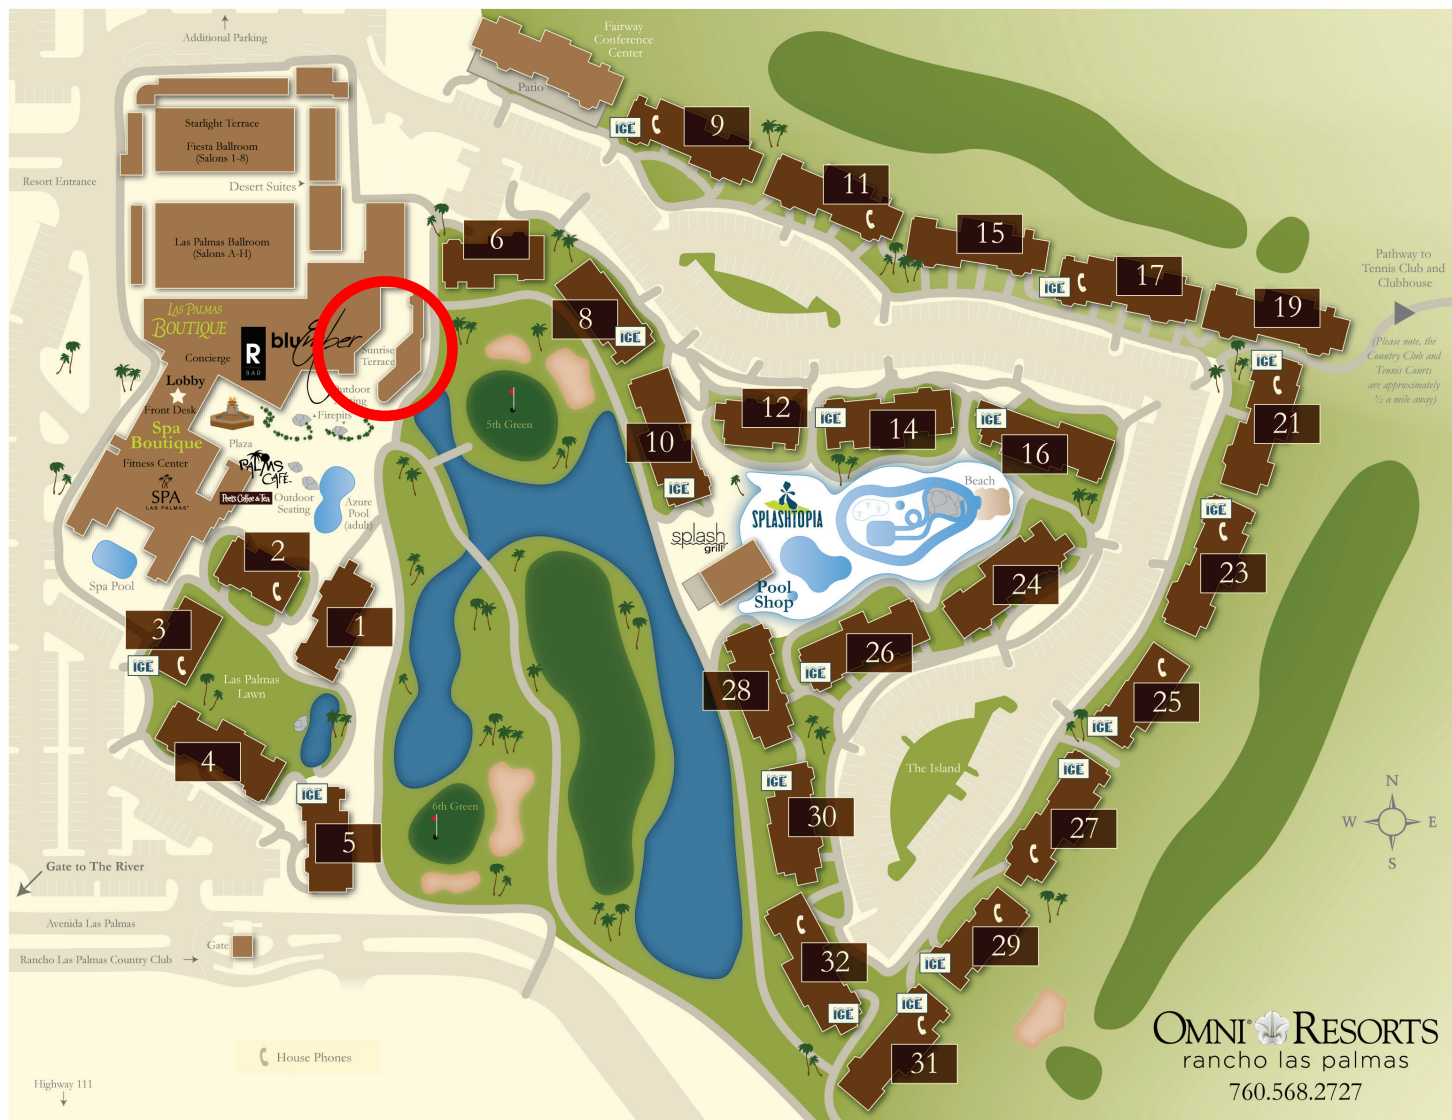 Additional Parking
Fairway
Conference
Center
Patio
Starlight Terrace
Fiesta Ballroom
(Salons 1-8)
Resort Entrance
Desert Suites
Las Palmas Ballroom
(Salons A-H)
ICE
9
11
15
ICE
17
19
Pathway to
Tennis Club and
Clubhouse
(Please note, the
Country Club and
Tennis Courts
are approximately
½ a mile away)
6
8
ICE
LAS PALMAS
BOUTIQUE
Concierge
R
BAR
bluEmber
Sunrise
Terrace
Lobby
Front Desk
Outdoor
Firepits
Plaza
Spa
Boutique
Fitness Center
SPA
LAS PALMAS
PALMS
CAFÉ
Peets Coffee & Tea
Outdoor
Seating
Azure
Pool
(adult)
Spa Pool
5th Green
10
ICE
12
ICE
14
ICE
16
ICE
21
SPLASHTOPIA
Beach
splash
grill
Pool
Shop
ICE
23
24
26
ICE
28
2
1
3
ICE
Las Palmas
Lawn
4
ICE
5
25
ICE
ICE
27
The Island
ICE
30
6th Green
N
W
E
S
Gate to The River
Avenida Las Palmas
Gate
Rancho Las Palmas Country Club
32
ICE
29
ICE
ICE
31
House Phones
Highway 111
OMNI® RESORTS
rancho las palmas
760.568.2727